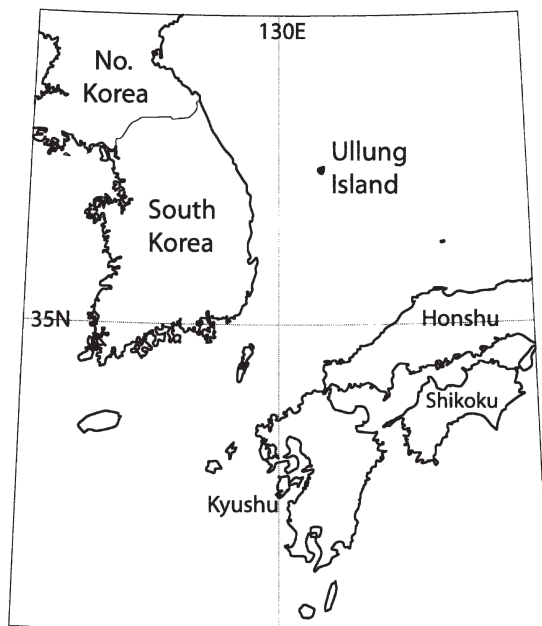 130E
No.
Korea
Ullung
Island
South
Korea
35N
Honshu
Shikoku
Kyushu